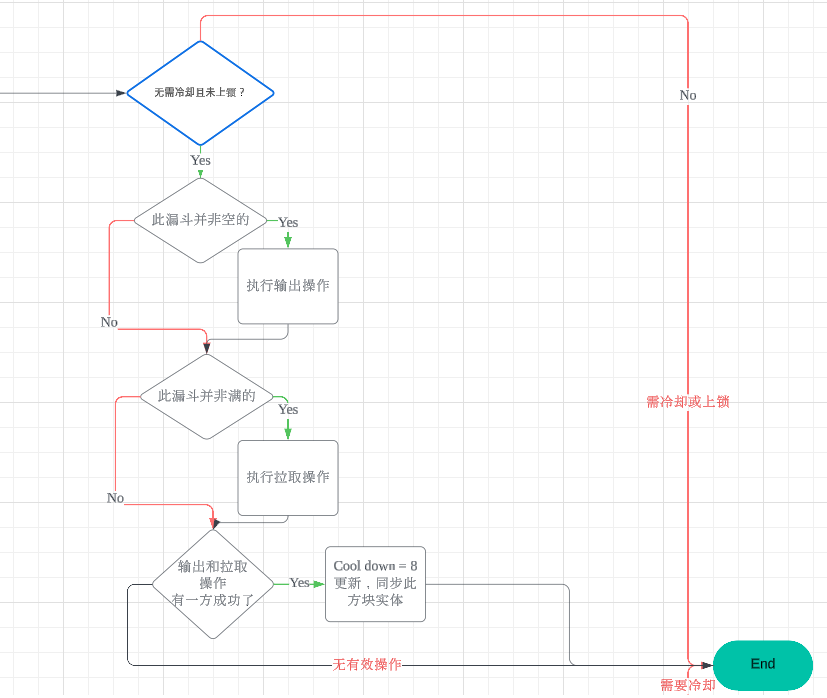 无需冷却且未上锁？
No
Yes
此漏斗并非空的
Yes
执行输出操作
No
此漏斗并非满的
需冷却或上锁
Yes
执行拉取操作
No
输出和拉取
操作
有一方成功了
Yes
Cool down = 8
更新，同步此
方块实体
无有效操作
End
需要冷却